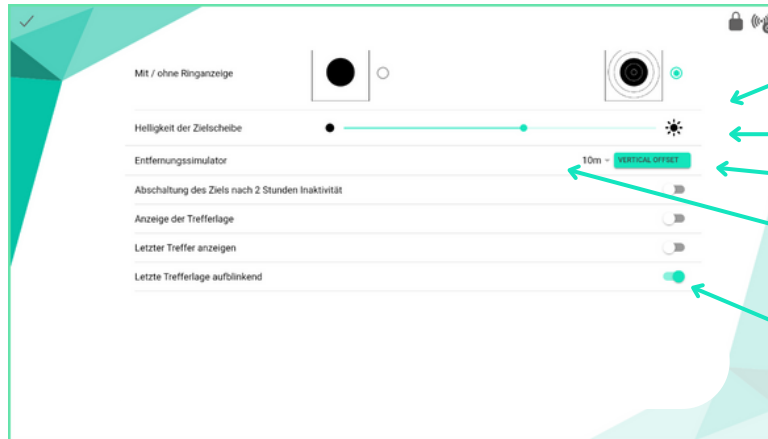 Mit / ohne Ringanzeige
Helligkeit der Zielscheibe
Entfernungssimulator 10m VERTICAL OFFSET
Abschaltung des Ziels nach 2 Stunden Inaktivität
Anzeige der Trefferlage
Letzter Treffer anzeigen
Letzte Trefferlage aufblinkend